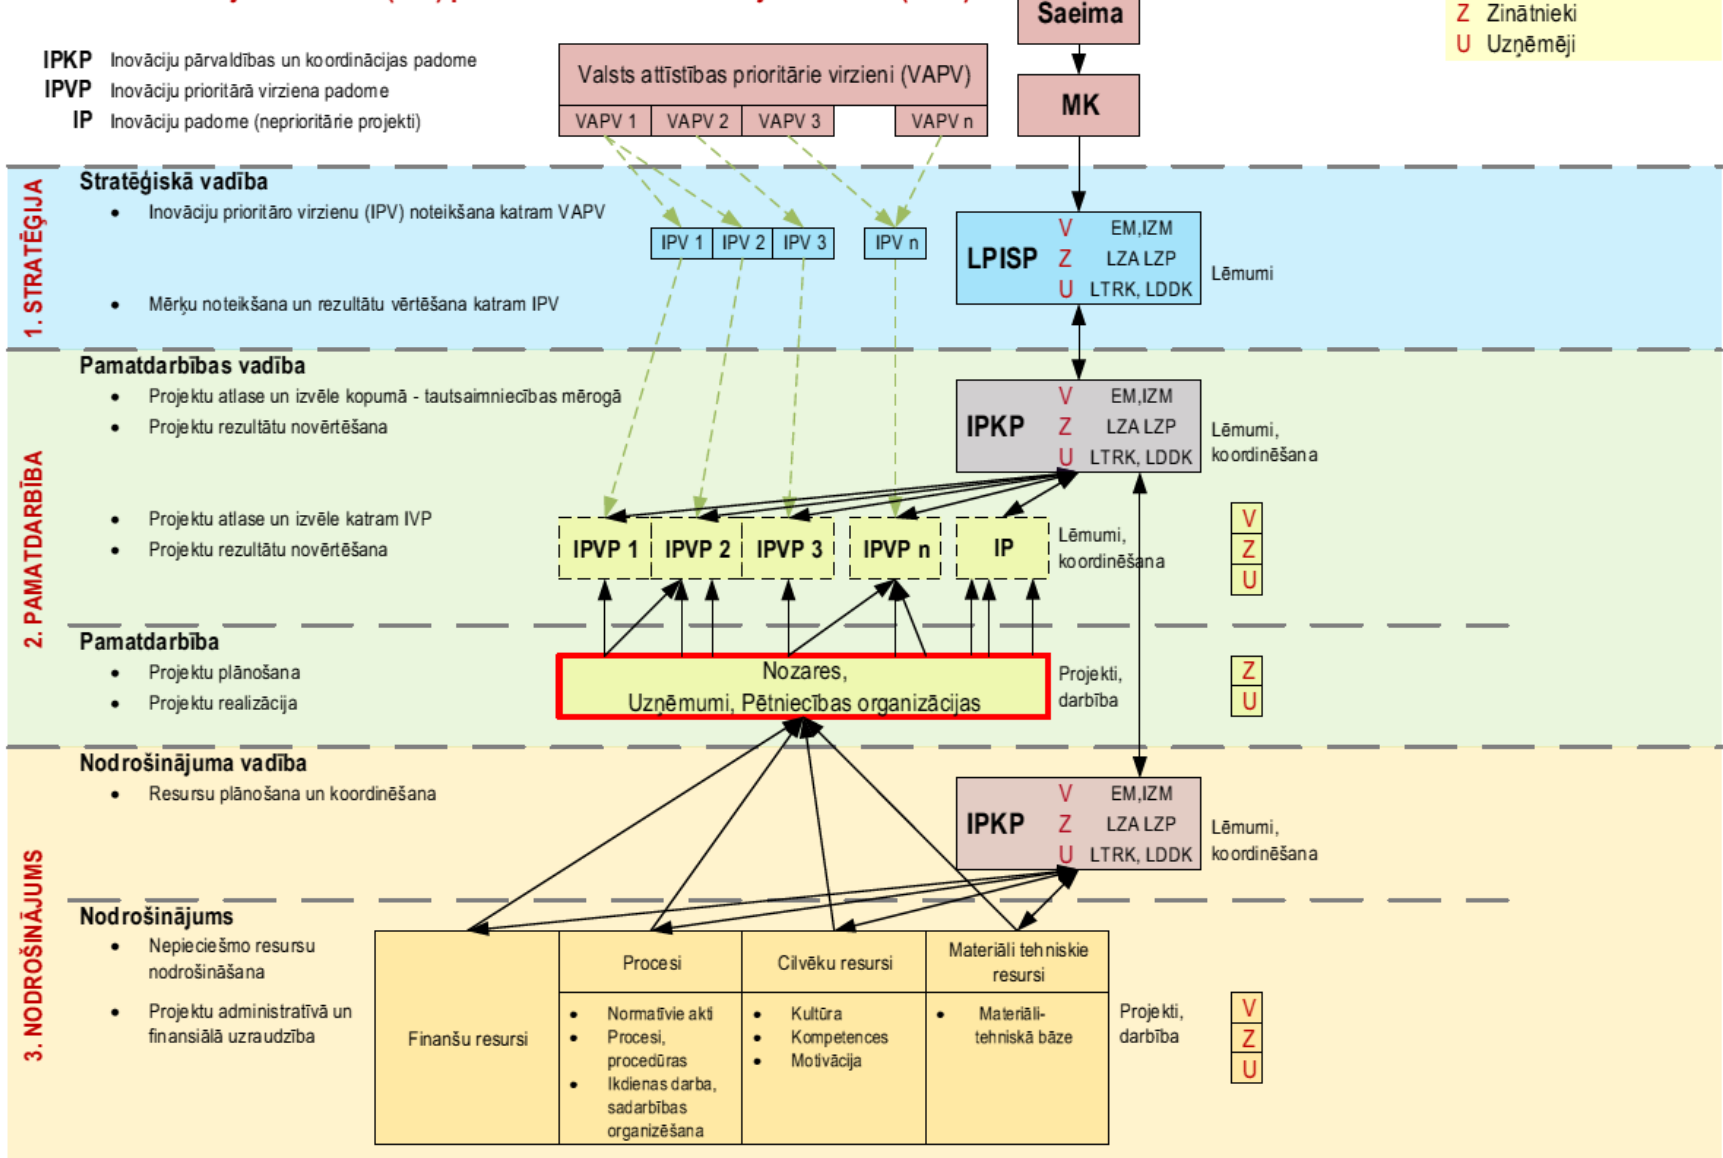 Saeima
Z Zinātnieki
U Uzņēmēji
IPKP Inovāciju pārvaldības un koordinācijas padome
IPVP Inovāciju prioritārā virziena padome
IP Inovāciju padome (neprioritārie projekti)
Valsts attīstības prioritārie virzieni (VAPV)
VAPV 1 VAPV 2 VAPV 3 VAPV n
MK
1. STRATĒĢIJA
Stratēģiskā vadība
• Inovāciju prioritāro virzienu (IPV) noteikšana katram VAPV
• Mērķu noteikšana un rezultātu vērtēšana katram IPV
IPV 1 IPV 2 IPV 3 IPV n
LPISP
V EM,IZM
Z LZA LZP
U LTRK, LDDK
Lēmumi
2. PAMATDARBĪBA
Pamatdarbības vadība
• Projektu atlase un izvēle kopumā - tautsaimniecības mērogā
• Projektu rezultātu novērtēšana
IPKP
V EM,IZM
Z LZA LZP
U LTRK, LDDK
Lēmumi,
koordinēšana
• Projektu atlase un izvēle katram IVP
• Projektu rezultātu novērtēšana
IPVP 1 IPVP 2 IPVP 3 IPVP n IP
Lēmumi,
koordinēšana
V
Z
U
Pamatdarbība
• Projektu plānošana
• Projektu realizācija
Nozares,
Uzņēmumi, Pētniecības organizācijas
Projekti,
darbība
Z
U
3. NODROŠINĀJUMS
Nodrošinājuma vadība
• Resursu plānošana un koordinēšana
IPKP
V EM,IZM
Z LZA LZP
U LTRK, LDDK
Lēmumi,
koordinēšana
Nodrošinājums
• Nepieciešmo resursu
nodrošināšana
• Projektu administratīvā un
finansiālā uzraudzība
Finanšu resursi
Procesi
• Normatīvie akti
• Procesi,
procedūras
• Ikdienas darba,
sadarbības
organizēšana
Cilvēku resursi
• Kultūra
• Kompetences
• Motivācija
Materiāli tehniskie
resursi
• Materiāli-
tehniskā bāze
Projekti,
darbība
V
Z
U